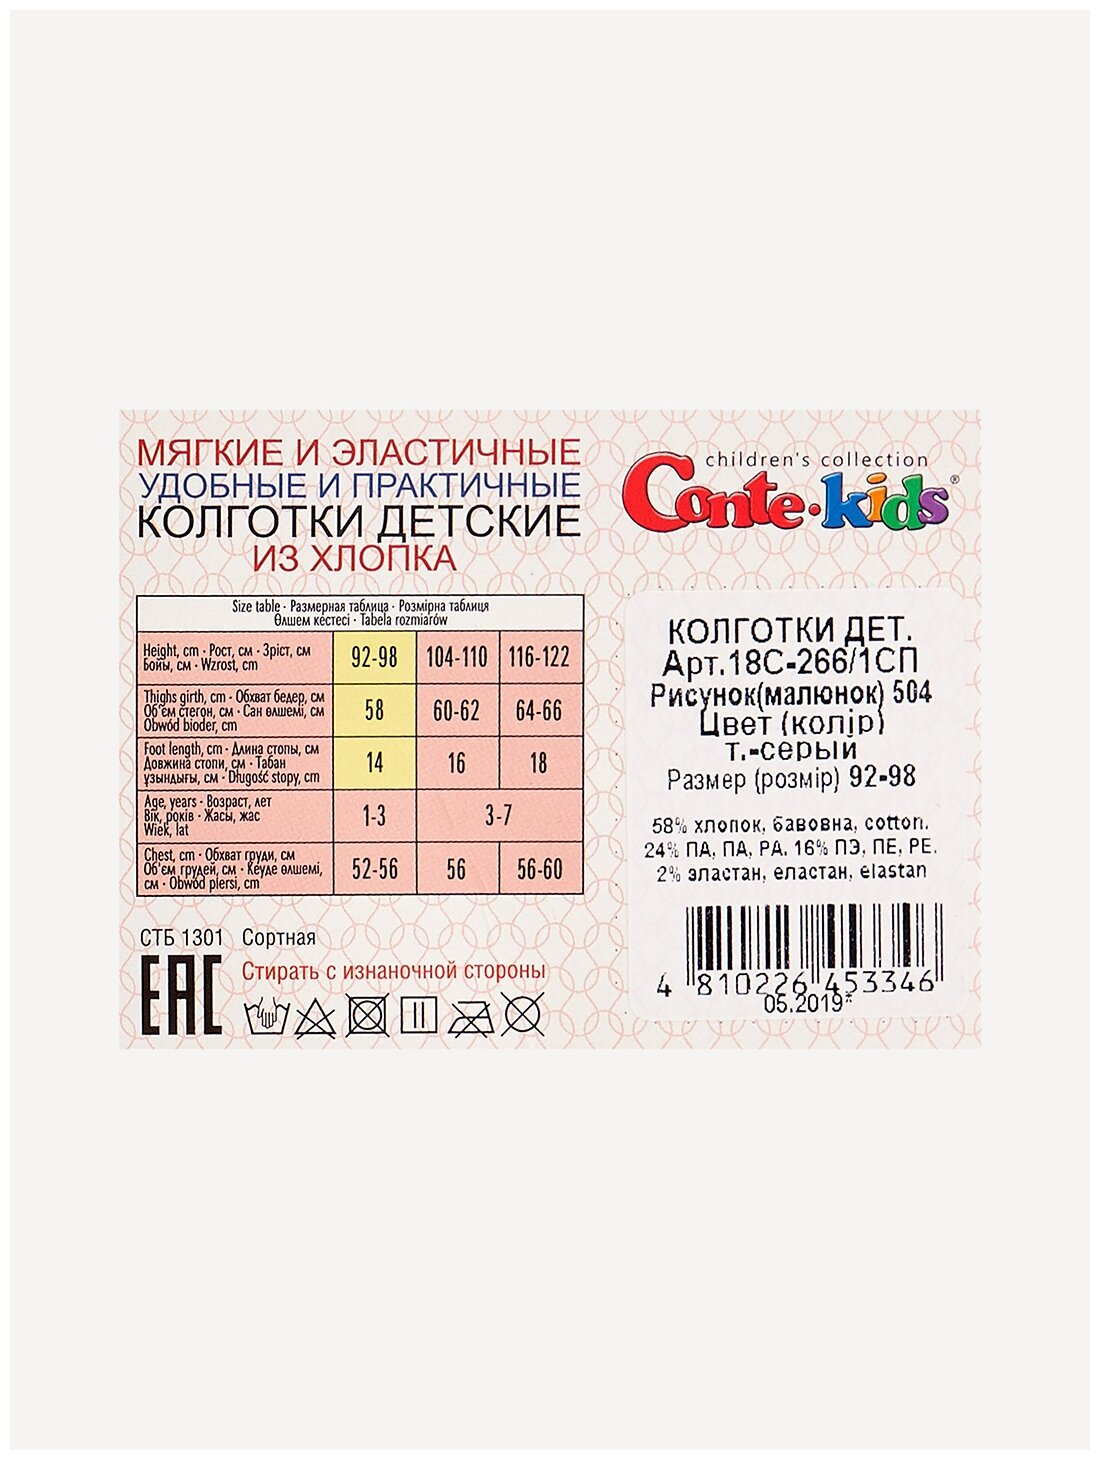 МЯГКИЕ И ЭЛАСТИЧНЫЕ
УДОБНЫЕ И ПРАКТИЧНЫЕ
КОЛГОТКИ ДЕТСКИЕ
ИЗ ХЛОПКА
Size table · Размерная таблица · Розмірна таблиця
Өлшем кестесі · Tabela rozmiarów
Height, cm · Рост, см · Зріст, см
Бойы, см · Wzrost, cm
92-98 104-110 116-122
Thighs girth, cm · Обхват бедер, см
Об'єм стегон, см · Сан өлшемі, см
Obwód bioder, cm
58 60-62 64-66
Foot length, cm · Длина стопы, см
Довжина стопи, см · Табан
ұзындығы, см · Długość stopy, cm
14 16 18
Age, years · Возраст, лет
Вік, років · Жасы, жас
Wiek, lat
1-3 3-7
Chest, cm · Обхват груди, см
Об'єм грудей, см · Кеуде өлшемі,
см · Obwód piersi, cm
52-56 56 56-60
СТБ 1301 Сортная
EAC
Стирать с изнаночной стороны
children's collection
Conte·kids®
КОЛГОТКИ ДЕТ.
Арт.18С-266/1СП
Рисунок(малюнок) 504
Цвет (колір)
т.-серый
Размер (розмір) 92-98
58% хлопок, бавовна, cotton.
24% ПА, ПА, PA. 16% ПЭ, ПЕ, PE.
2% эластан, еластан, elastan
4 810226 453346
05.2019*